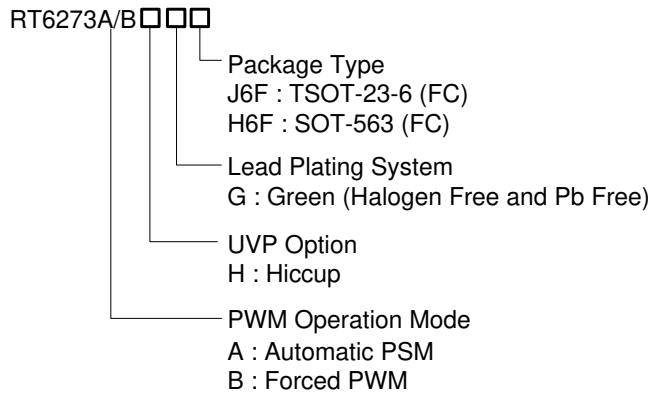 RT6273A/B□□□
Package Type
J6F : TSOT-23-6 (FC)
H6F : SOT-563 (FC)
Lead Plating System
G : Green (Halogen Free and Pb Free)
UVP Option
H : Hiccup
PWM Operation Mode
A : Automatic PSM
B : Forced PWM